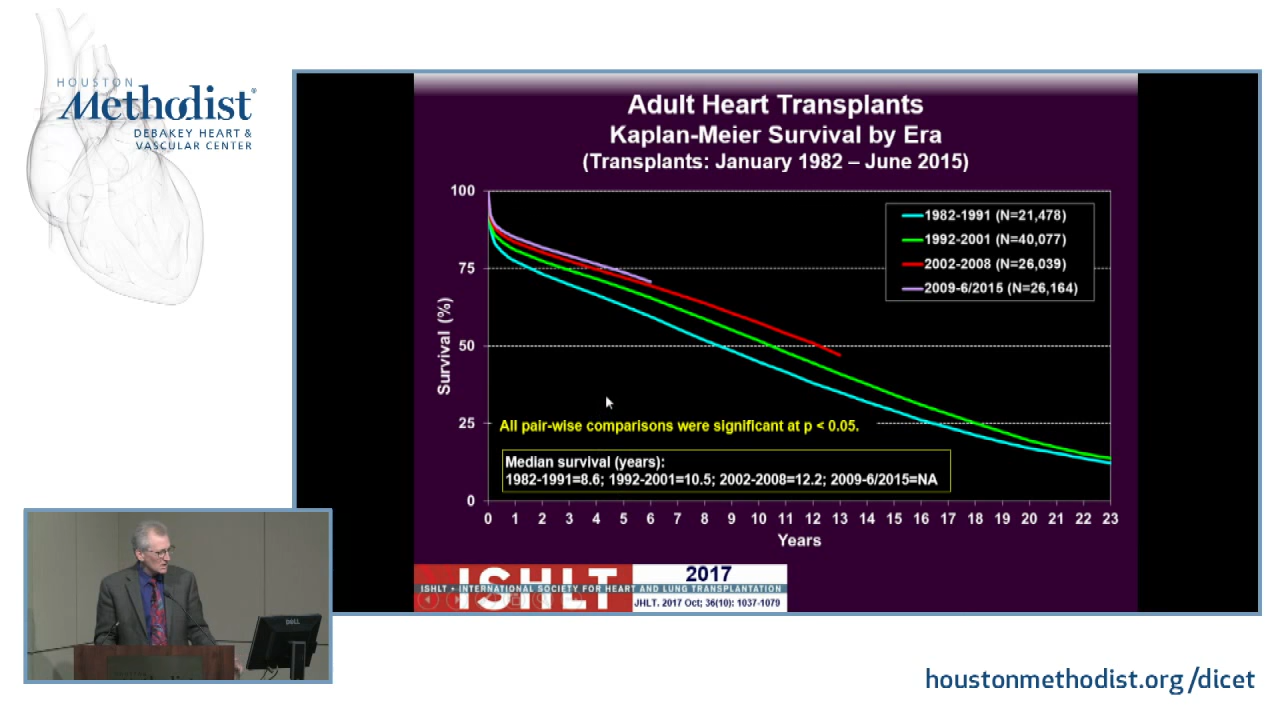 HOUSTON
Methodist®
DEBAKEY HEART &
VASCULAR CENTER
Adult Heart Transplants
Kaplan-Meier Survival by Era
(Transplants: January 1982 – June 2015)
100
75
50
25
0
Survival (%)
1982-1991 (N=21,478)
1992-2001 (N=40,077)
2002-2008 (N=26,039)
2009-6/2015 (N=26,164)
All pair-wise comparisons were significant at p < 0.05.
Median survival (years):
1982-1991=8.6; 1992-2001=10.5; 2002-2008=12.2; 2009-6/2015=NA
0 1 2 3 4 5 6 7 8 9 10 11 12 13 14 15 16 17 18 19 20 21 22 23
Years
ISHLT
ISHLT • INTERNATIONAL SOCIETY FOR HEART AND LUNG TRANSPLANTATION
2017
JHLT. 2017 Oct; 36(10): 1037-1079
DELL
houstonmethodist.org/dicet